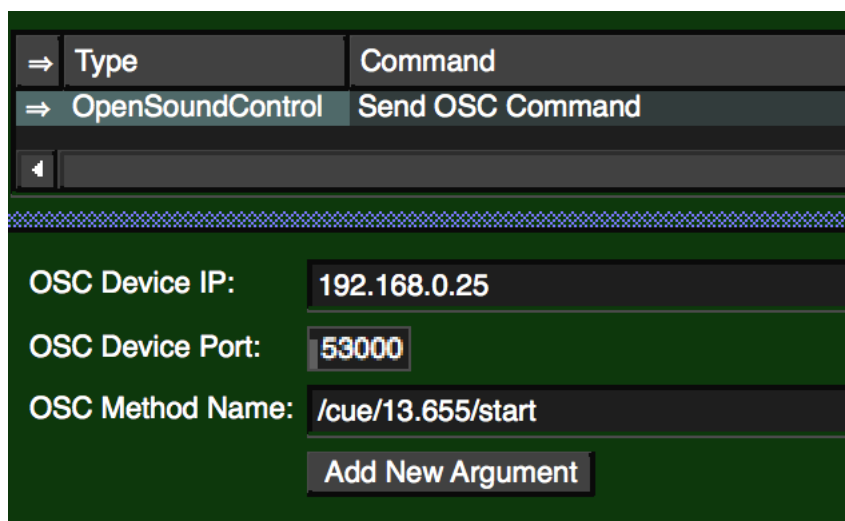 ⇒ Type Command
⇒ OpenSoundControl Send OSC Command
OSC Device IP: 192.168.0.25
OSC Device Port: 53000
OSC Method Name: /cue/13.655/start
Add New Argument